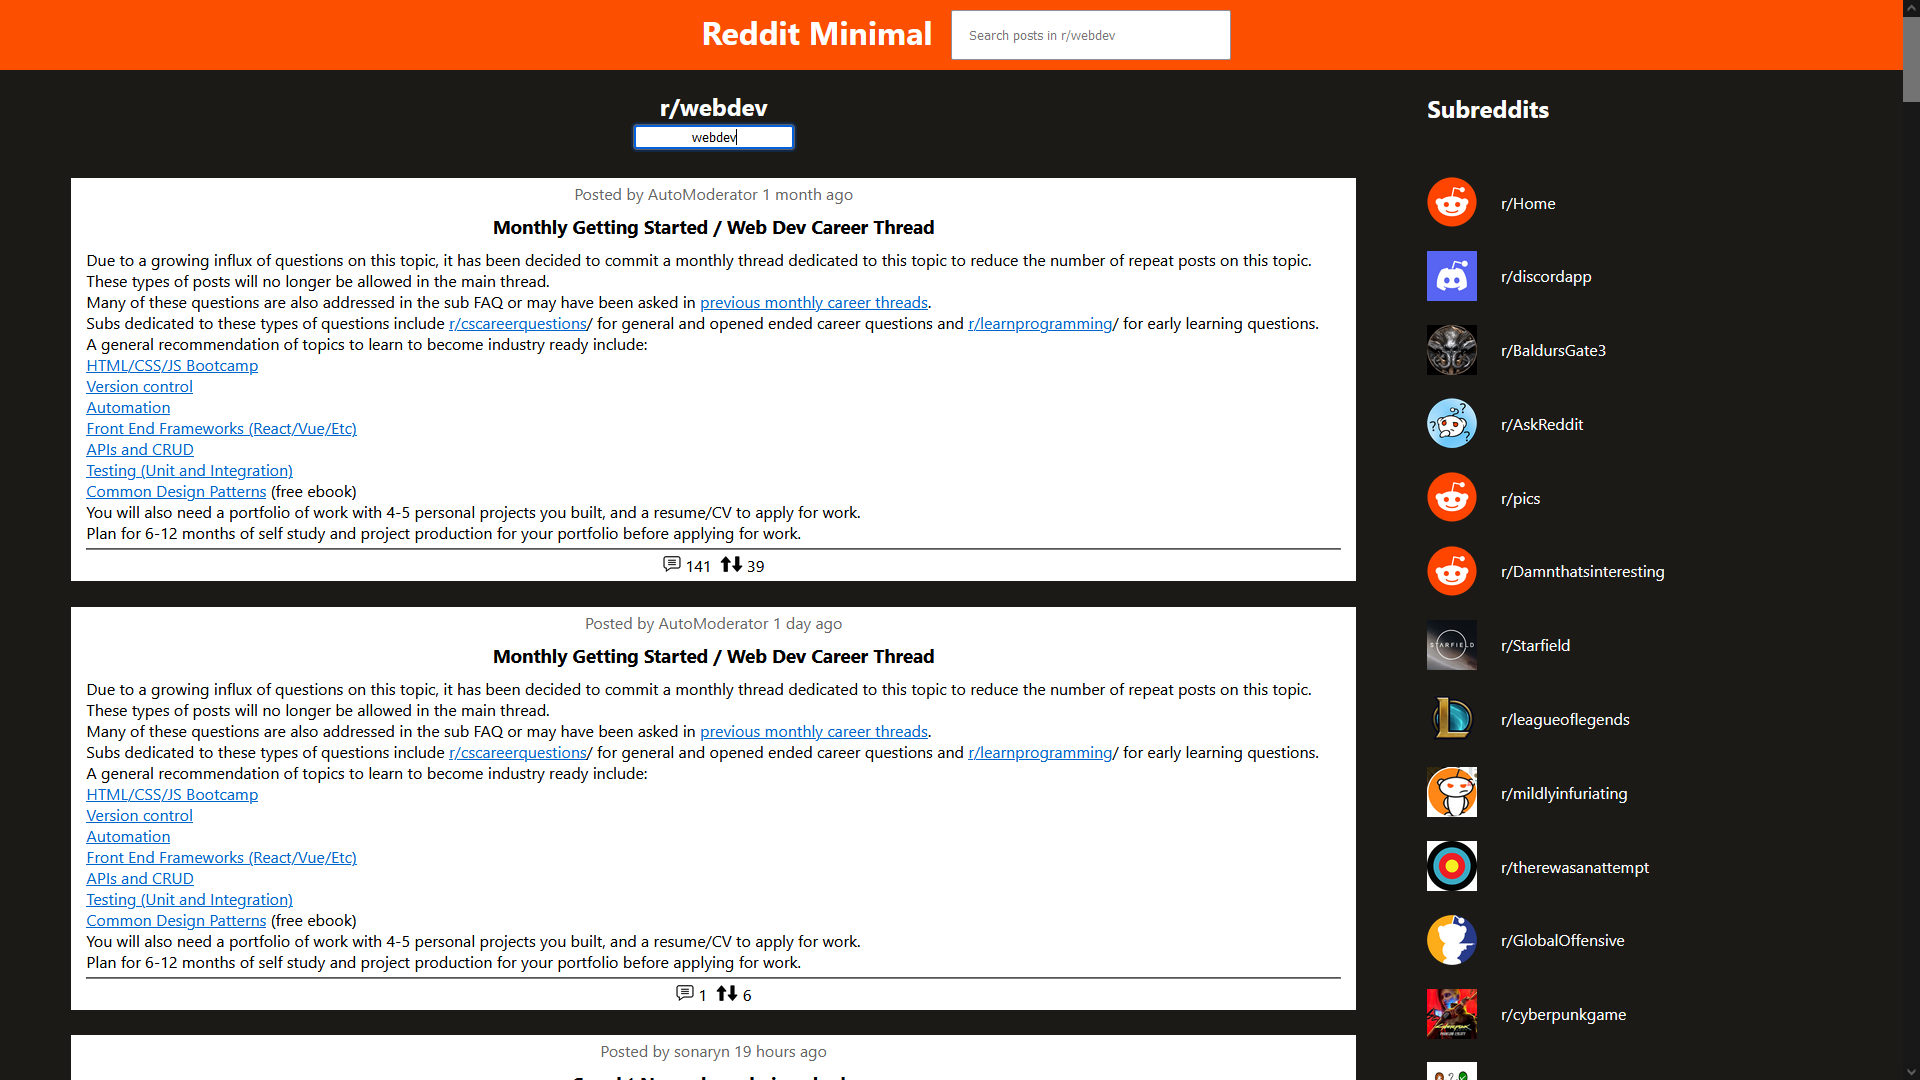 Reddit Minimal
Search posts in r/webdev
r/webdev
webdev
Posted by AutoModerator 1 month ago
Monthly Getting Started / Web Dev Career Thread
Due to a growing influx of questions on this topic, it has been decided to commit a monthly thread dedicated to this topic to reduce the number of repeat posts on this topic.
These types of posts will no longer be allowed in the main thread.
Many of these questions are also addressed in the sub FAQ or may have been asked in previous monthly career threads.
Subs dedicated to these types of questions include r/cscareerquestions/ for general and opened ended career questions and r/learnprogramming/ for early learning questions.
A general recommendation of topics to learn to become industry ready include:
HTML/CSS/JS Bootcamp
Version control
Automation
Front End Frameworks (React/Vue/Etc)
APIs and CRUD
Testing (Unit and Integration)
Common Design Patterns (free ebook)
You will also need a portfolio of work with 4-5 personal projects you built, and a resume/CV to apply for work.
Plan for 6-12 months of self study and project production for your portfolio before applying for work.
141 39
Posted by AutoModerator 1 day ago
Monthly Getting Started / Web Dev Career Thread
Due to a growing influx of questions on this topic, it has been decided to commit a monthly thread dedicated to this topic to reduce the number of repeat posts on this topic.
These types of posts will no longer be allowed in the main thread.
Many of these questions are also addressed in the sub FAQ or may have been asked in previous monthly career threads.
Subs dedicated to these types of questions include r/cscareerquestions/ for general and opened ended career questions and r/learnprogramming/ for early learning questions.
A general recommendation of topics to learn to become industry ready include:
HTML/CSS/JS Bootcamp
Version control
Automation
Front End Frameworks (React/Vue/Etc)
APIs and CRUD
Testing (Unit and Integration)
Common Design Patterns (free ebook)
You will also need a portfolio of work with 4-5 personal projects you built, and a resume/CV to apply for work.
Plan for 6-12 months of self study and project production for your portfolio before applying for work.
1 6
Posted by sonaryn 19 hours ago
Subreddits
r/Home
r/discordapp
r/BaldursGate3
r/AskReddit
r/pics
r/Damnthatsinteresting
STARFIELD
r/Starfield
r/leagueoflegends
r/mildlyinfuriating
r/therewasanattempt
r/GlobalOffensive
r/cyberpunkgame